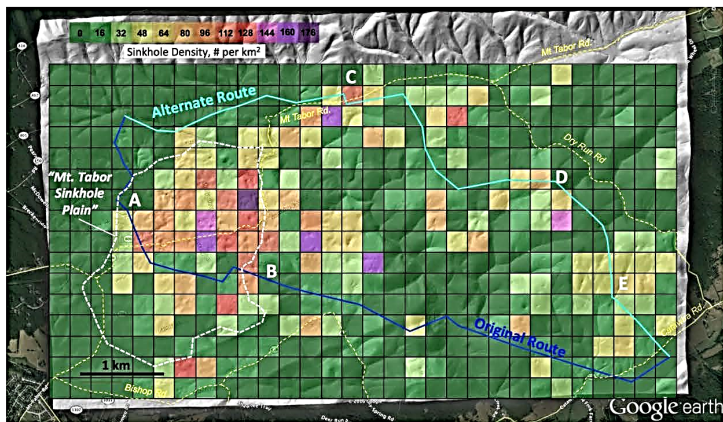 0 16 32 48 64 80 96 112 128 144 160 176
Sinkhole Density, # per km²
Mt Tabor Rd.
C
Alternate Route
Mt Tabor Rd.
Dry Run Rd
"Mt. Tabor
Sinkhole
Plain"
A
D
B
E
Original Route
1 km
Bishop Rd.
Google earth